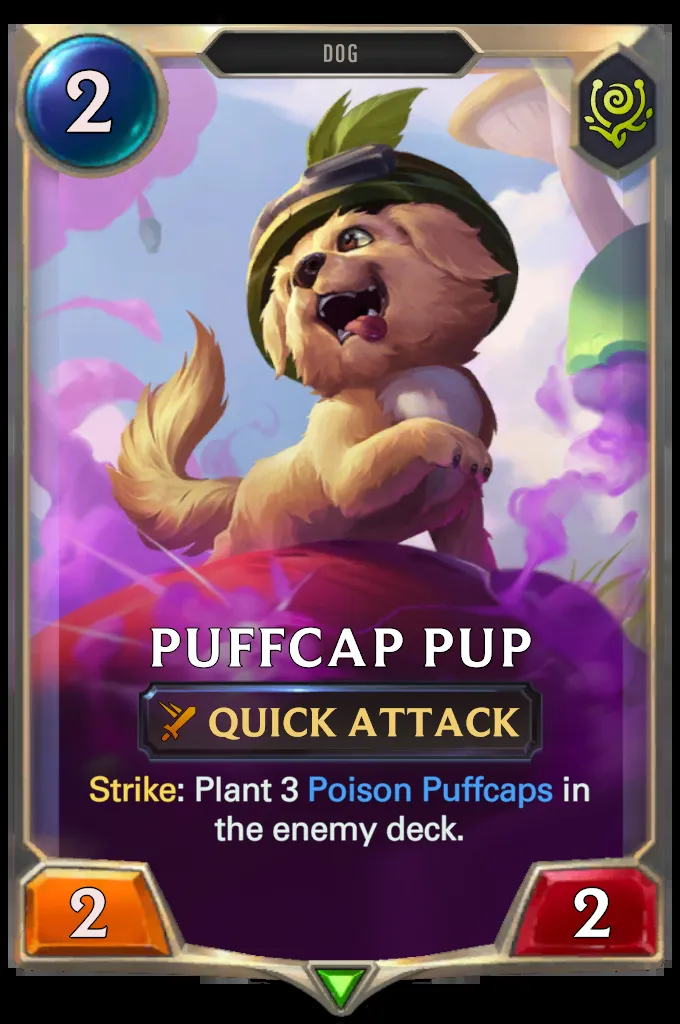 2
DOG
PUFFCAP PUP
QUICK ATTACK
Strike: Plant 3 Poison Puffcaps in
the enemy deck.
2
2